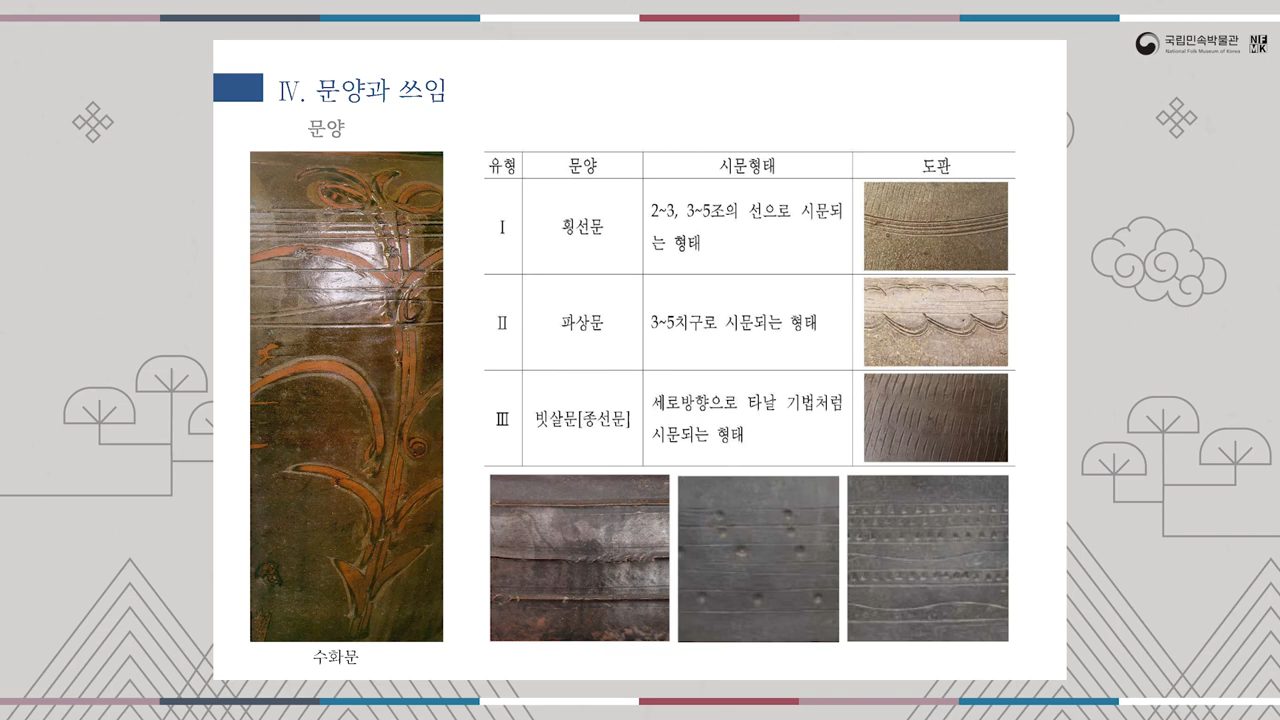 국립민속박물관
National Folk Museum of Korea
NF
MK
Ⅳ. 문양과 쓰임
문양
유형 문양 시문형태 도판
Ⅰ 횡선문 2~3, 3~5조의 선으로 시문되
는 형태
Ⅱ 파상문 3~5치구로 시문되는 형태
Ⅲ 빗살문[종선문] 세로방향으로 타날 기법처럼
시문되는 형태
수화문